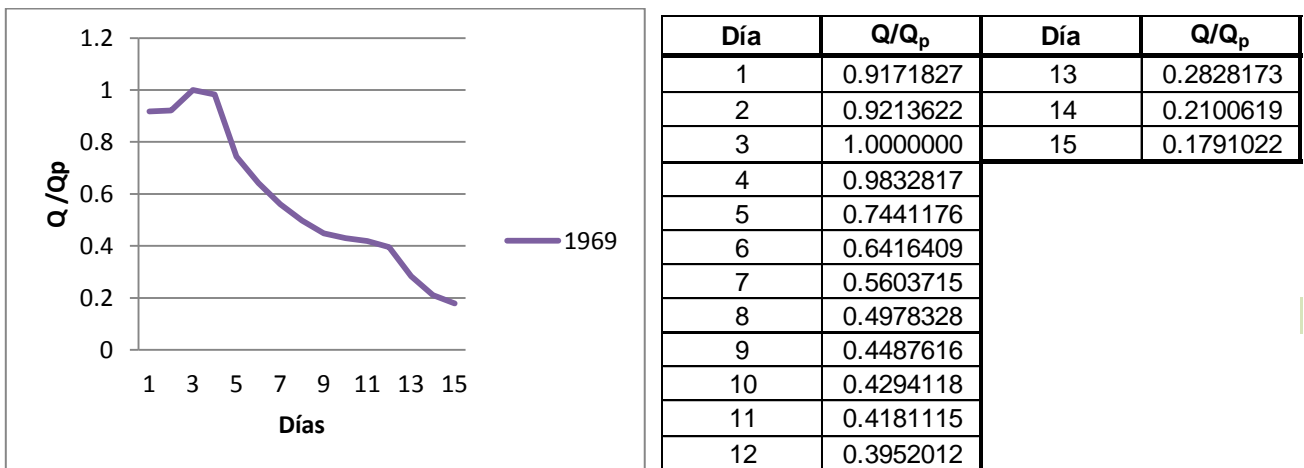 1.2
1
0.8
0.6
0.4
0.2
0
Q /Qp
1 3 5 7 9 11 13 15
Días
1969
Día Q/Qp Día Q/Qp
1 0.9171827 13 0.2828173
2 0.9213622 14 0.2100619
3 1.0000000 15 0.1791022
4 0.9832817
5 0.7441176
6 0.6416409
7 0.5603715
8 0.4978328
9 0.4487616
10 0.4294118
11 0.4181115
12 0.3952012